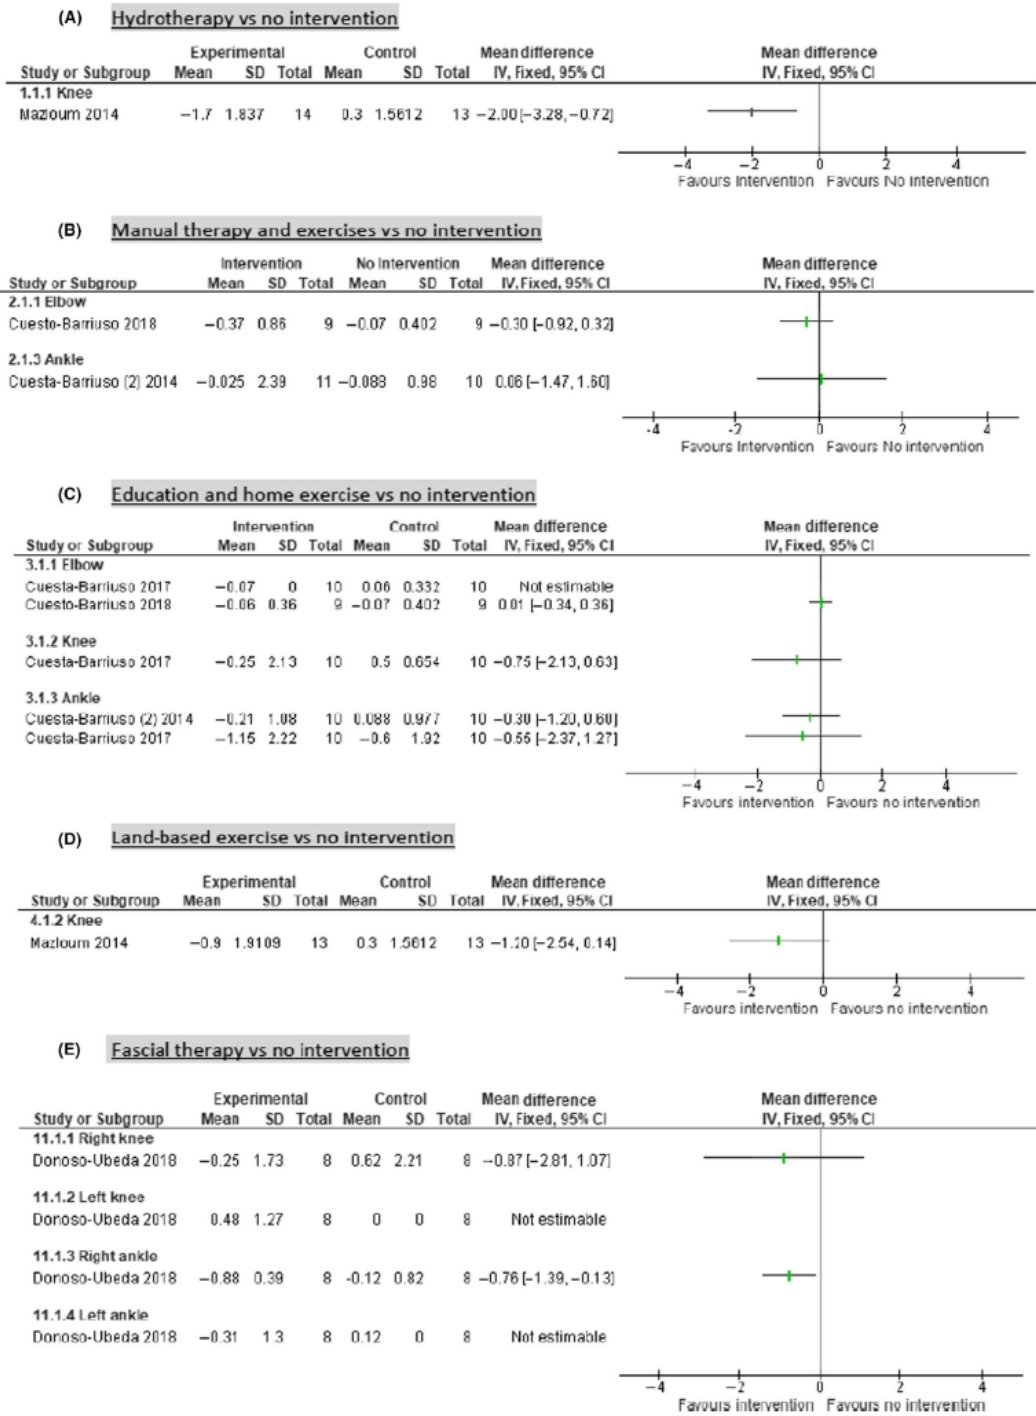 (A) Hydrotherapy vs no intervention
Experimental Control Mean difference Mean difference
Study or Subgroup Mean SD Total Mean SD Total IV, Fixed, 95% CI IV, Fixed, 95% CI
1.1.1 Knee
Mazloum 2014 −1.7 1.837 14 0.3 1.5612 13 −2.00 [−3.28, −0.72]
−4 −2 0 2 4
Favours Intervention Favours No intervention
(B) Manual therapy and exercises vs no intervention
Intervention No Intervention Mean difference Mean difference
Study or Subgroup Mean SD Total Mean SD Total IV, Fixed, 95% CI IV, Fixed, 95% CI
2.1.1 Elbow
Cuesto-Barriuso 2018 −0.37 0.86 9 −0.07 0.402 9 −0.30 [−0.92, 0.32]
2.1.3 Ankle
Cuesta-Barriuso (2) 2014 −0.025 2.39 11 −0.088 0.98 10 0.06 [−1.47, 1.60]
-4 -2 0 2 4
Favours Intervention Favours No intervention
(C) Education and home exercise vs no intervention
Intervention Control Mean difference Mean difference
Study or Subgroup Mean SD Total Mean SD Total IV, Fixed, 95% CI IV, Fixed, 95% CI
3.1.1 Elbow
Cuesta-Barriuso 2017 −0.07 0 10 0.06 0.332 10 Not estimable
Cuesto-Barriuso 2018 −0.06 0.36 9 −0.07 0.402 9 0.01 [−0.34, 0.36]
3.1.2 Knee
Cuesta-Barriuso 2017 −0.25 2.13 10 0.5 0.654 10 −0.75 [−2.13, 0.63]
3.1.3 Ankle
Cuesta-Barriuso (2) 2014 −0.21 1.08 10 0.088 0.977 10 −0.30 [−1.20, 0.60]
Cuesta-Barriuso 2017 −1.15 2.22 10 −0.6 1.92 10 −0.55 [−2.37, 1.27]
−4 −2 0 2 4
Favours intervention Favours no intervention
(D) Land-based exercise vs no intervention
Experimental Control Mean difference Mean difference
Study or Subgroup Mean SD Total Mean SD Total IV, Fixed, 95% CI IV, Fixed, 95% CI
4.1.2 Knee
Mazloum 2014 −0.9 1.9109 13 0.3 1.5612 13 −1.20 [−2.54, 0.14]
−4 −2 0 2 4
Favours intervention Favours no intervention
(E) Fascial therapy vs no intervention
Experimental Control Mean difference Mean difference
Study or Subgroup Mean SD Total Mean SD Total IV, Fixed, 95% CI IV, Fixed, 95% CI
11.1.1 Right knee
Donoso-Ubeda 2018 −0.25 1.73 8 0.62 2.21 8 −0.87 [−2.81, 1.07]
11.1.2 Left knee
Donoso-Ubeda 2018 0.48 1.27 8 0 0 8 Not estimable
11.1.3 Right ankle
Donoso-Ubeda 2018 −0.88 0.39 8 -0.12 0.82 8 −0.76 [−1.39, −0.13]
11.1.4 Left ankle
Donoso-Ubeda 2018 −0.31 1.3 8 0.12 0 8 Not estimable
−4 −2 0 2 4
Favours intervention Favours no intervention